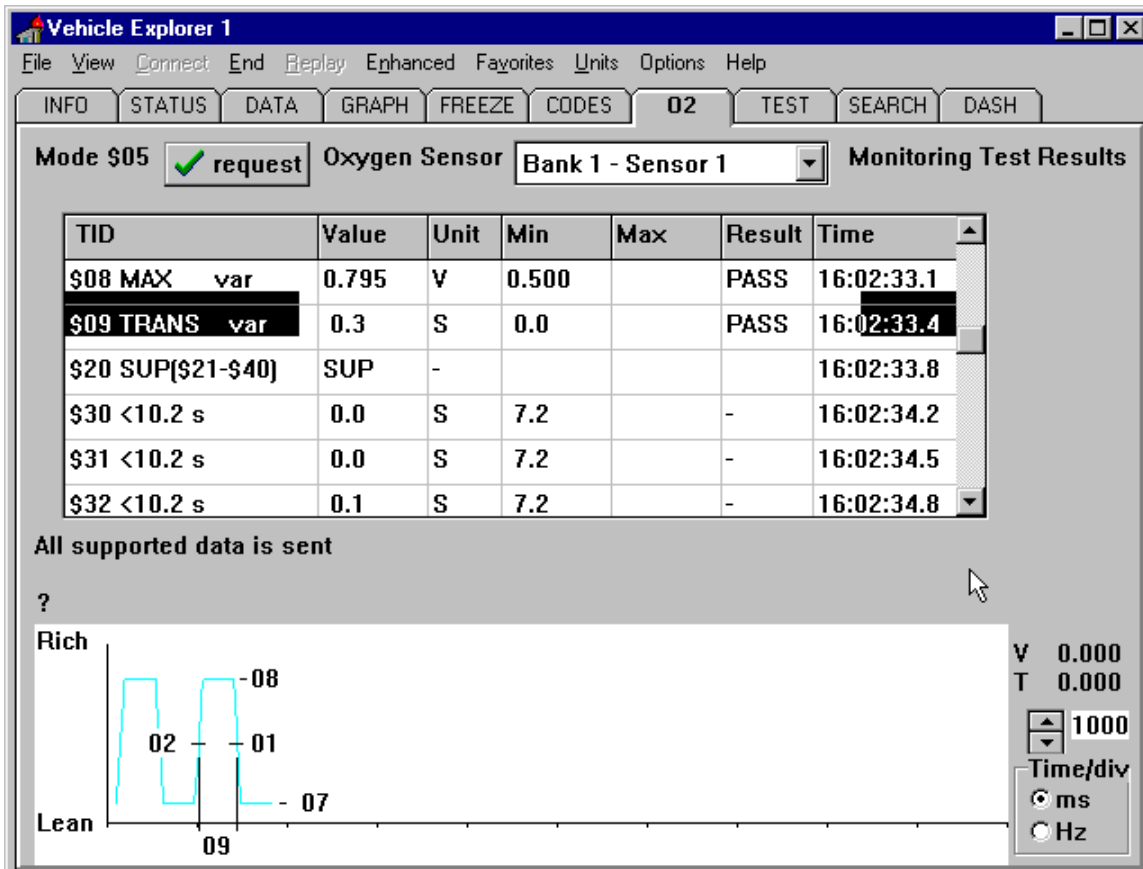 Vehicle Explorer 1
File View Connect End Replay Enhanced Favorites Units Options Help
INFO STATUS DATA GRAPH FREEZE CODES O2 TEST SEARCH DASH
Mode $05 request Oxygen Sensor Bank 1 - Sensor 1 Monitoring Test Results
TID Value Unit Min Max Result Time
$08 MAX var 0.795 V 0.500 PASS 16:02:33.1
$09 TRANS var 0.3 S 0.0 PASS 16:02:33.4
$20 SUP($21-$40) SUP - 16:02:33.8
$30 <10.2 s 0.0 S 7.2 - 16:02:34.2
$31 <10.2 s 0.0 S 7.2 - 16:02:34.5
$32 <10.2 s 0.1 S 7.2 - 16:02:34.8
All supported data is sent
?
Rich
- 08
02
- 01
- 07
Lean
09
V 0.000
T 0.000
1000
Time/div
ms
Hz